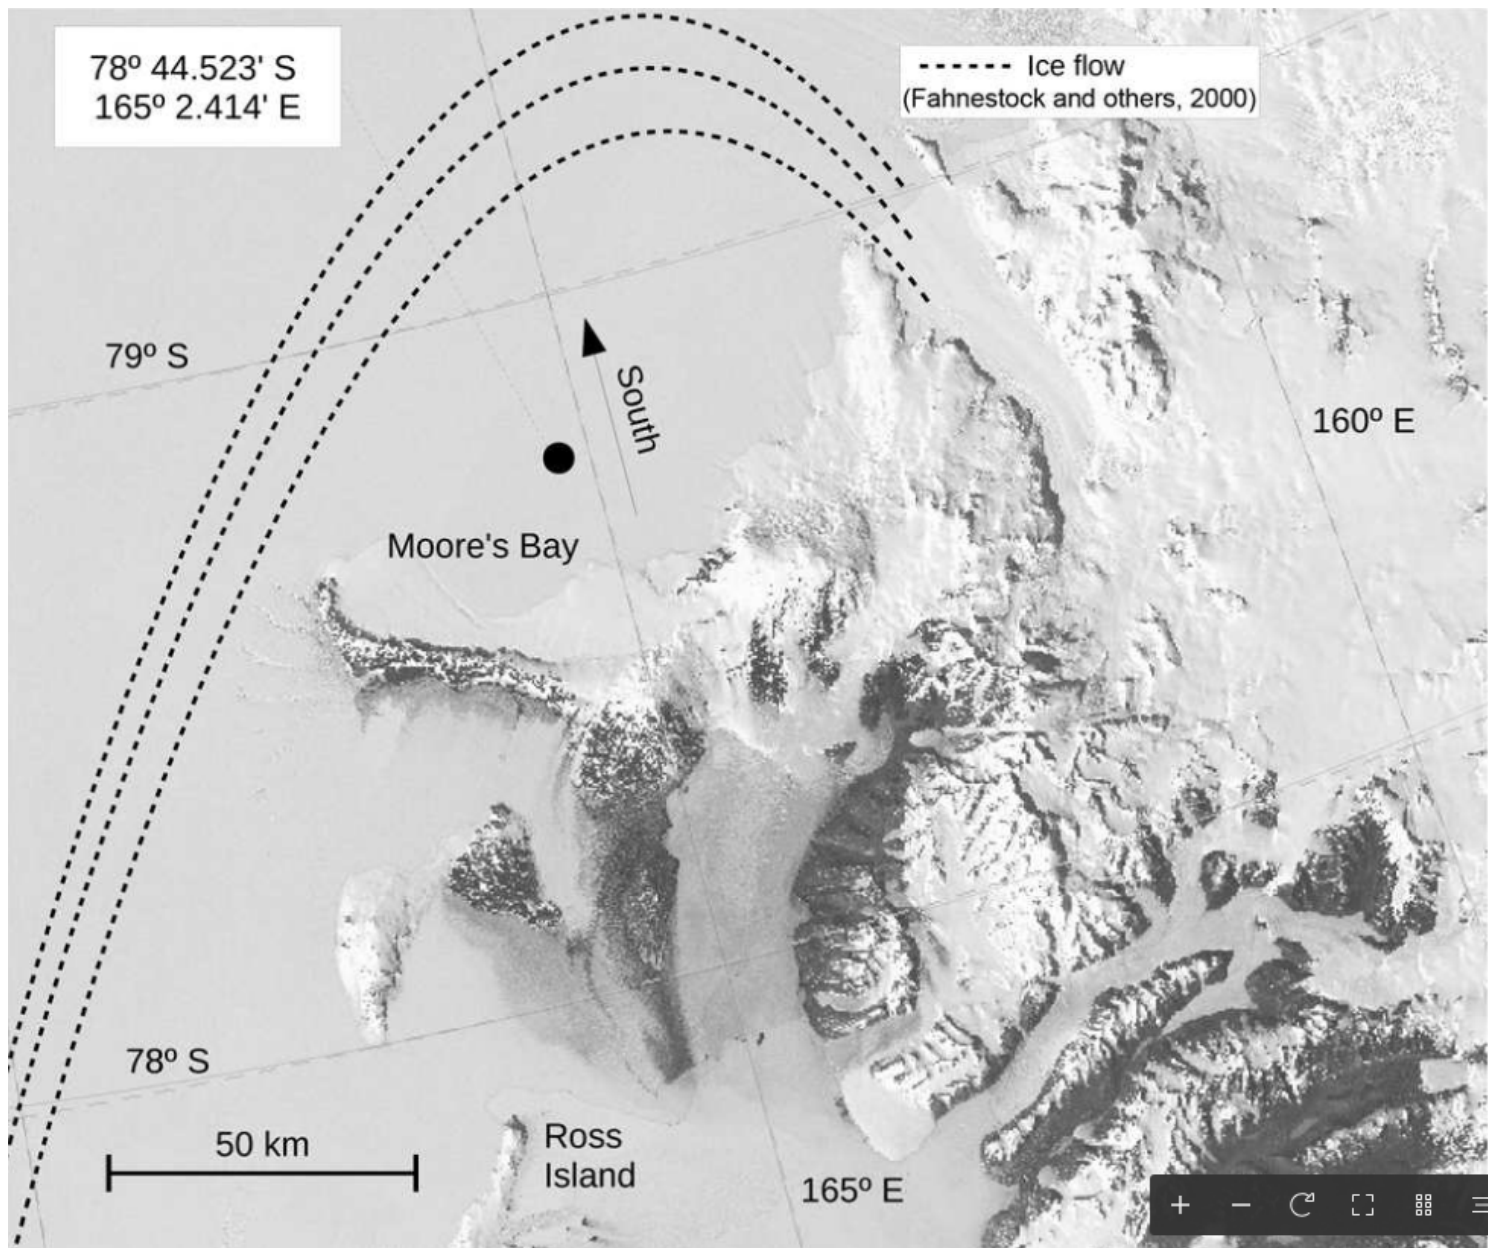 78º 44.523' S
165º 2.414' E
Ice flow
(Fahnestock and others, 2000)
79º S
South
160º E
Moore's Bay
78º S
50 km
Ross
Island
165º E